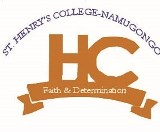 ST. HENRY'S COLLEGE-NAMUGONGO
HC
Faith & Determination